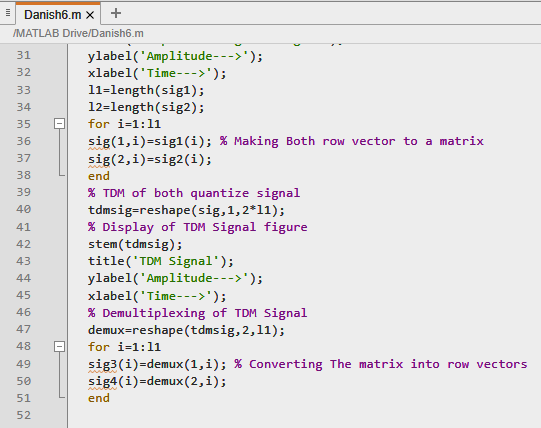 Danish6.m × +
/MATLAB Drive/Danish6.m
31 ylabel('Amplitude--->');
32 xlabel('Time--->');
33 l1=length(sig1);
34 l2=length(sig2);
35 for i=1:l1
36 sig(1,i)=sig1(i); % Making Both row vector to a matrix
37 sig(2,i)=sig2(i);
38 end
39 % TDM of both quantize signal
40 tdmsig=reshape(sig,1,2*l1);
41 % Display of TDM Signal figure
42 stem(tdmsig);
43 title('TDM Signal');
44 ylabel('Amplitude--->');
45 xlabel('Time--->');
46 % Demultiplexing of TDM Signal
47 demux=reshape(tdmsig,2,l1);
48 for i=1:l1
49 sig3(i)=demux(1,i); % Converting The matrix into row vectors
50 sig4(i)=demux(2,i);
51 end
52